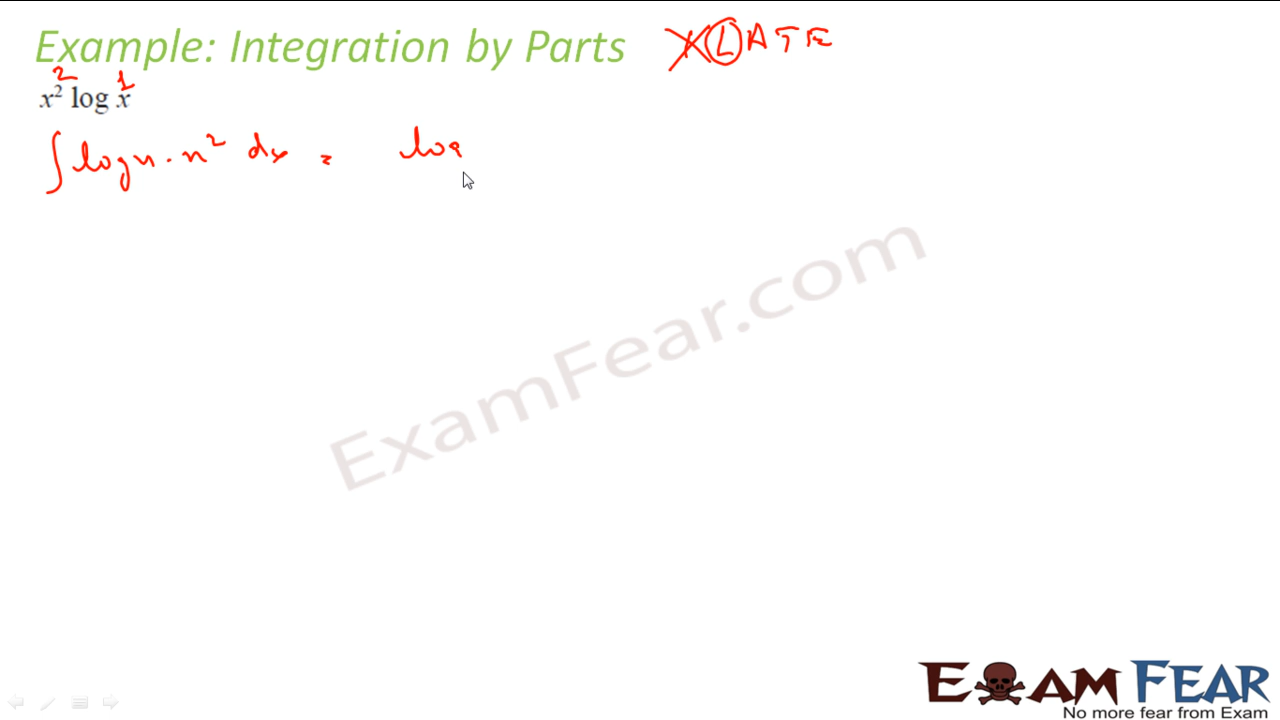 Example: Integration by Parts I L A T E
2 1
x² log x
∫ log x · x² dx = log
ExamFear.com
EXAM FEAR
No more fear from Exam